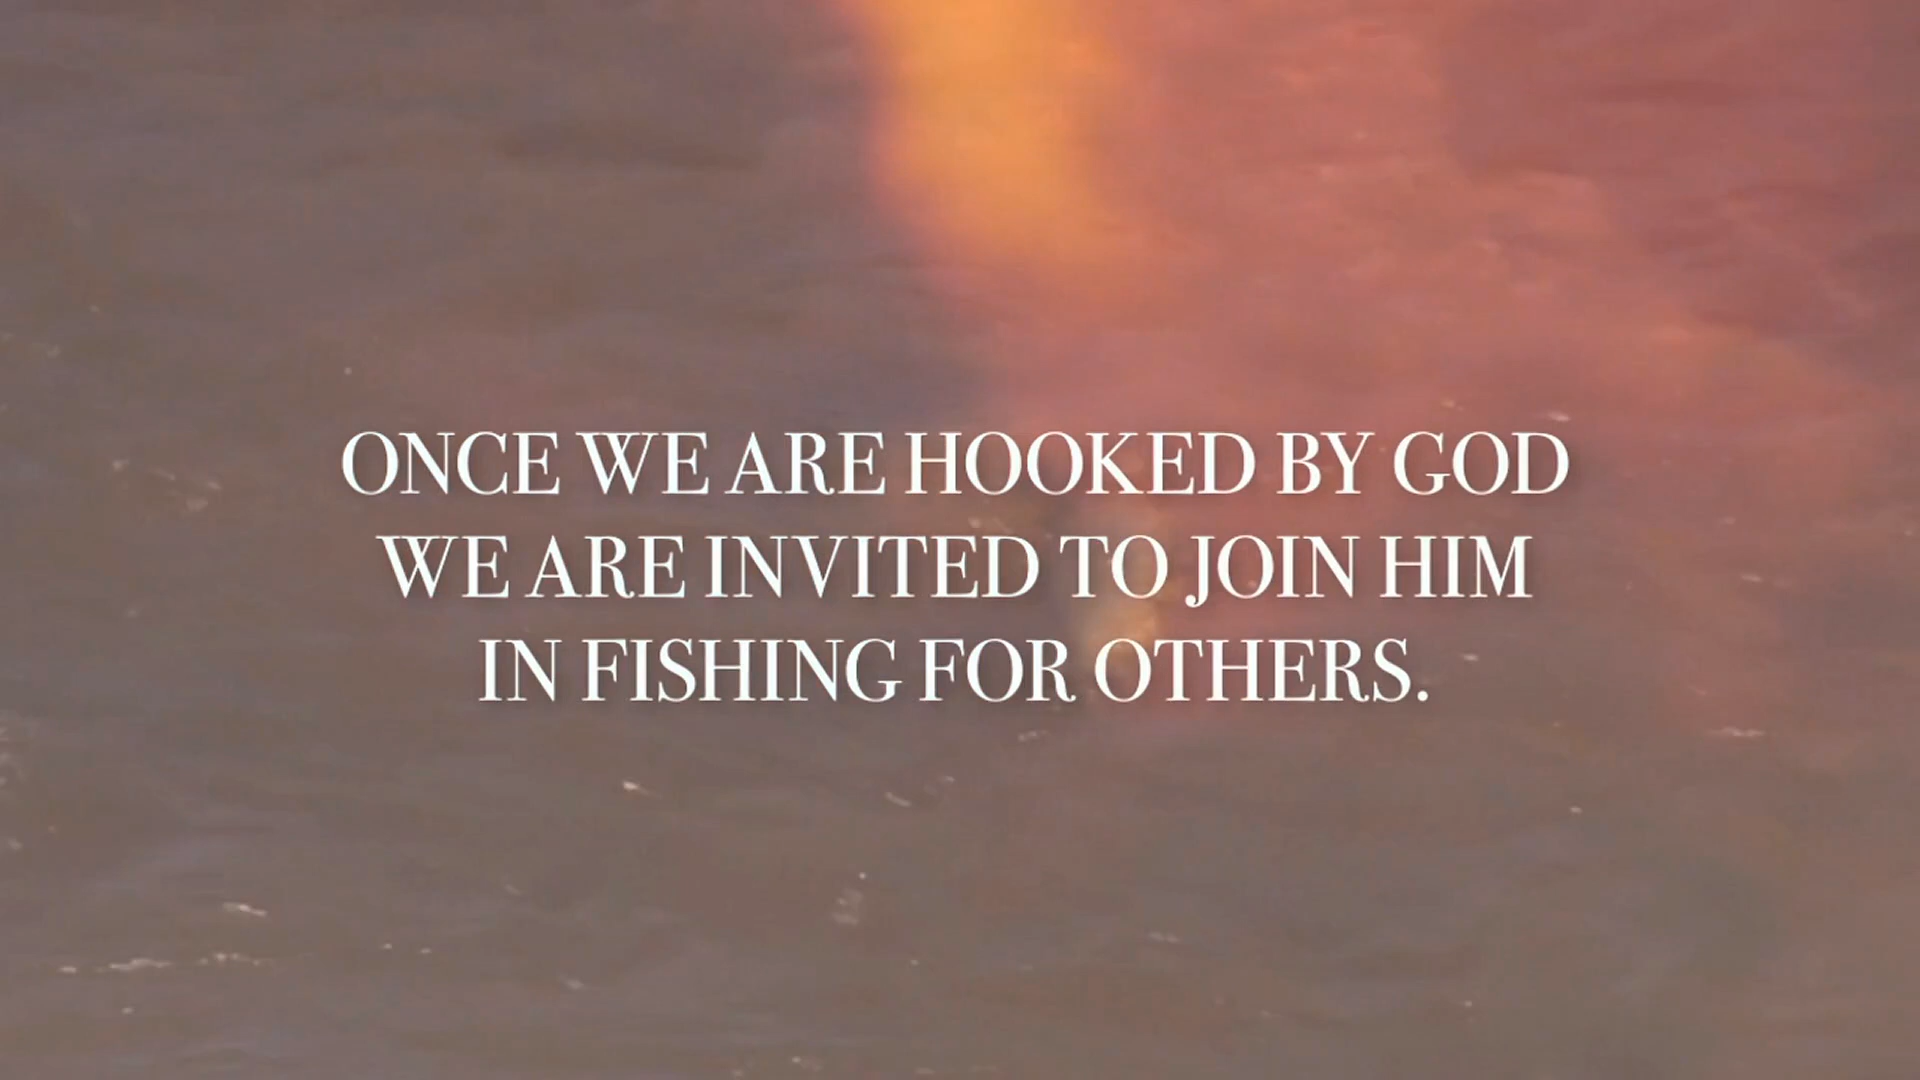 ONCE WE ARE HOOKED BY GOD
WE ARE INVITED TO JOIN HIM
IN FISHING FOR OTHERS.